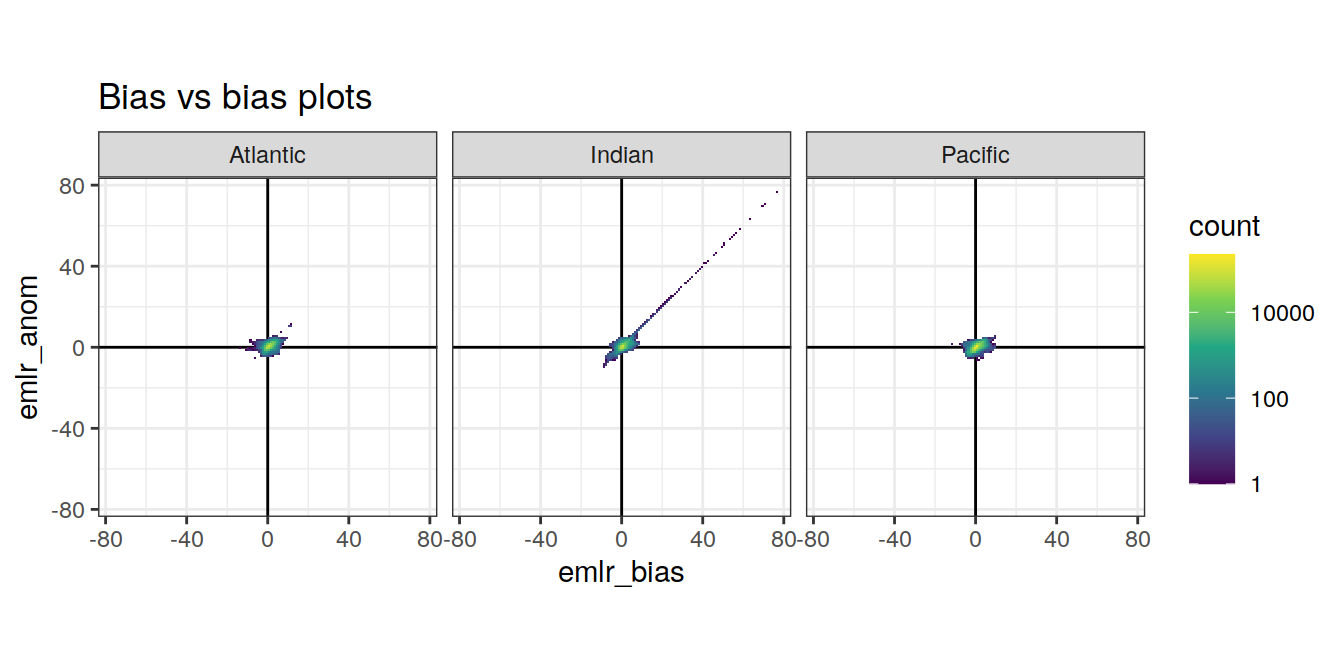 Bias vs bias plots
Atlantic Indian Pacific
80
40
0
-40
-80
emlr_anom
-80 -40 0 40 80 -80 -40 0 40 80 -80 -40 0 40 80
emlr_bias
count
10000
100
1